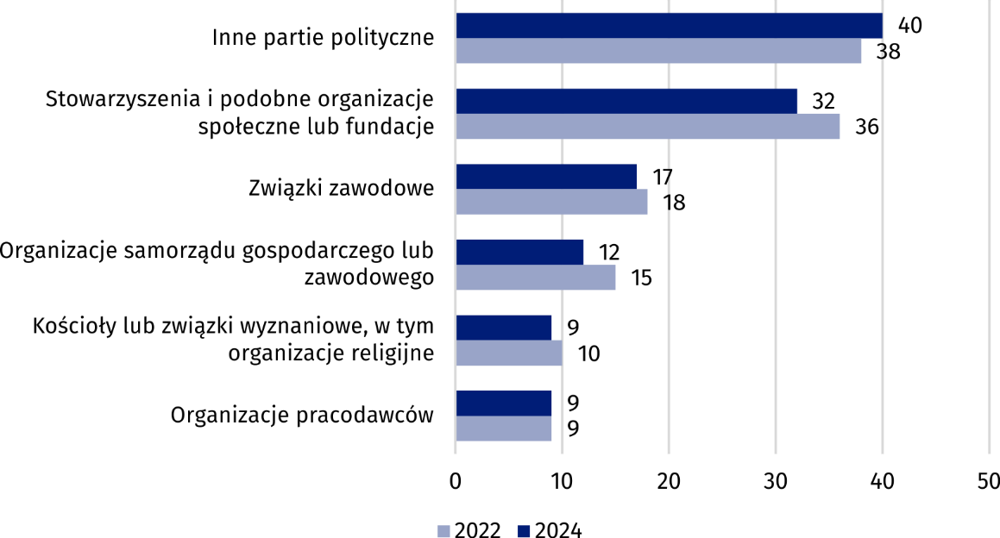 Inne partie polityczne
40
38
Stowarzyszenia i podobne organizacje
społeczne lub fundacje
32
36
Związki zawodowe
17
18
Organizacje samorządu gospodarczego lub
zawodowego
12
15
Kościoły lub związki wyznaniowe, w tym
organizacje religijne
9
10
Organizacje pracodawców
9
9
0 10 20 30 40 50
2022 2024